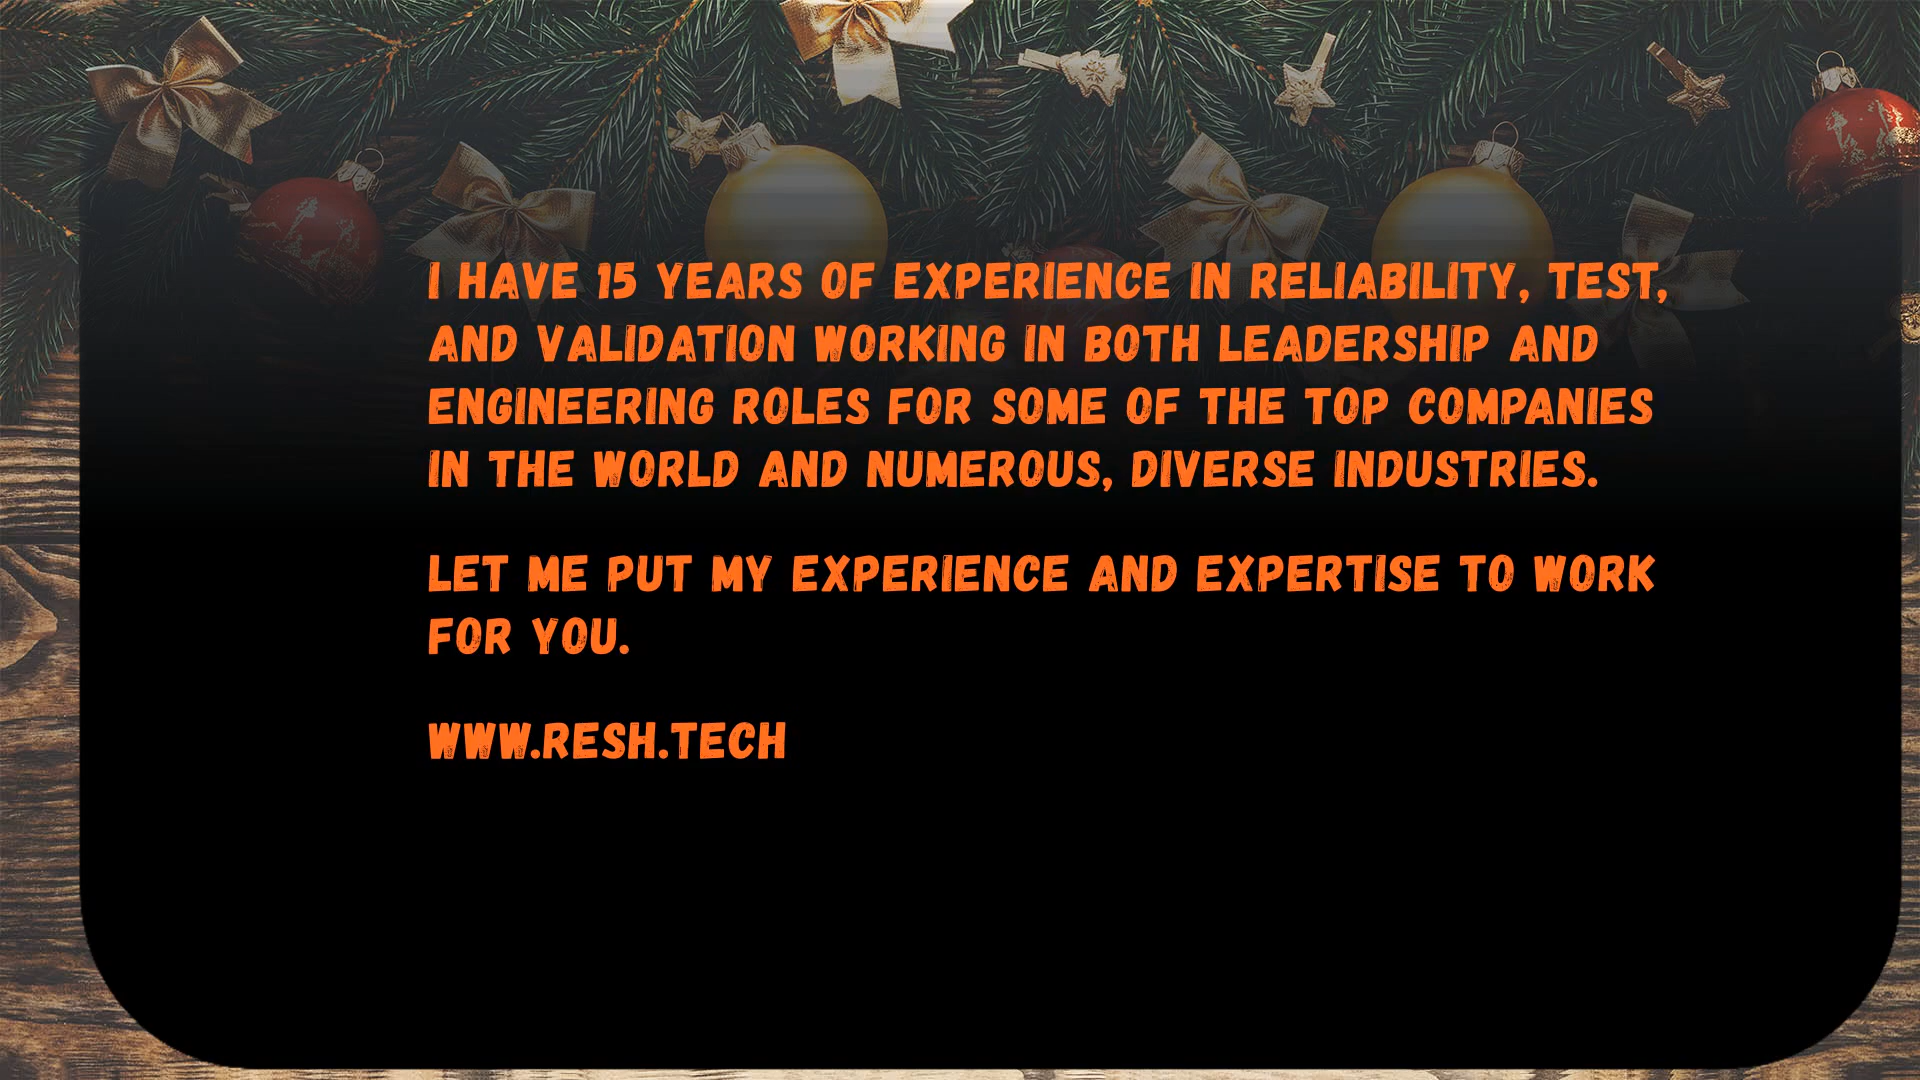 I HAVE 15 YEARS OF EXPERIENCE IN RELIABILITY, TEST,
AND VALIDATION WORKING IN BOTH LEADERSHIP AND
ENGINEERING ROLES FOR SOME OF THE TOP COMPANIES
IN THE WORLD AND NUMEROUS, DIVERSE INDUSTRIES.
LET ME PUT MY EXPERIENCE AND EXPERTISE TO WORK
FOR YOU.
WWW.RESH.TECH